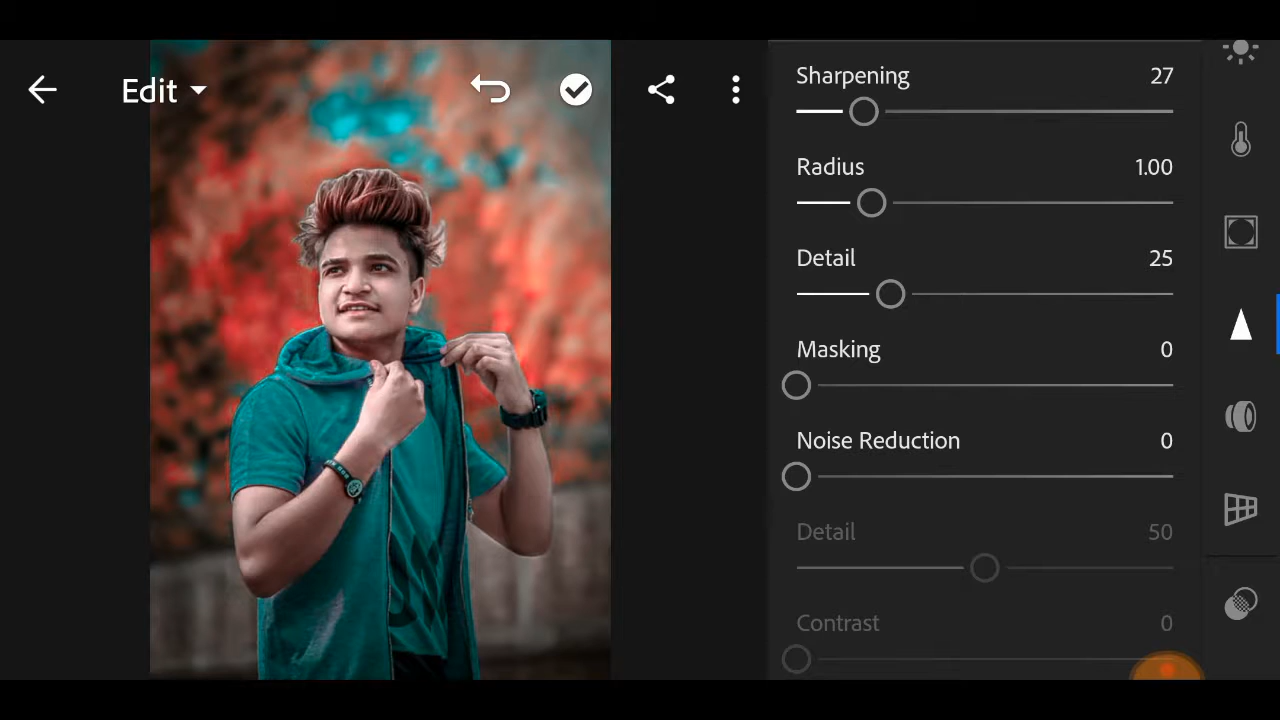 Edit
Sharpening 27
Radius 1.00
Detail 25
Masking 0
Noise Reduction 0
Detail 50
Contrast 0